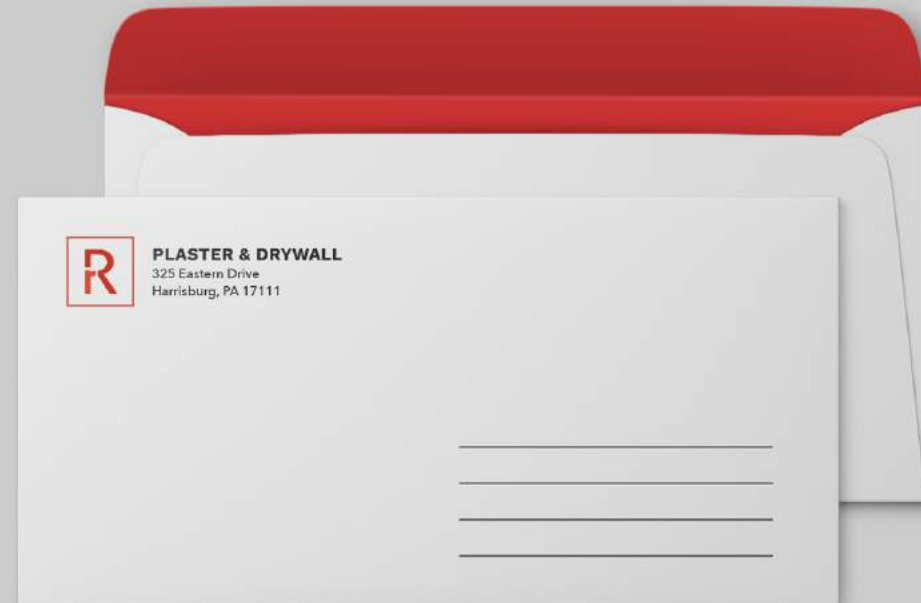 R
PLASTER & DRYWALL
325 Eastern Drive
Harrisburg, PA 17111